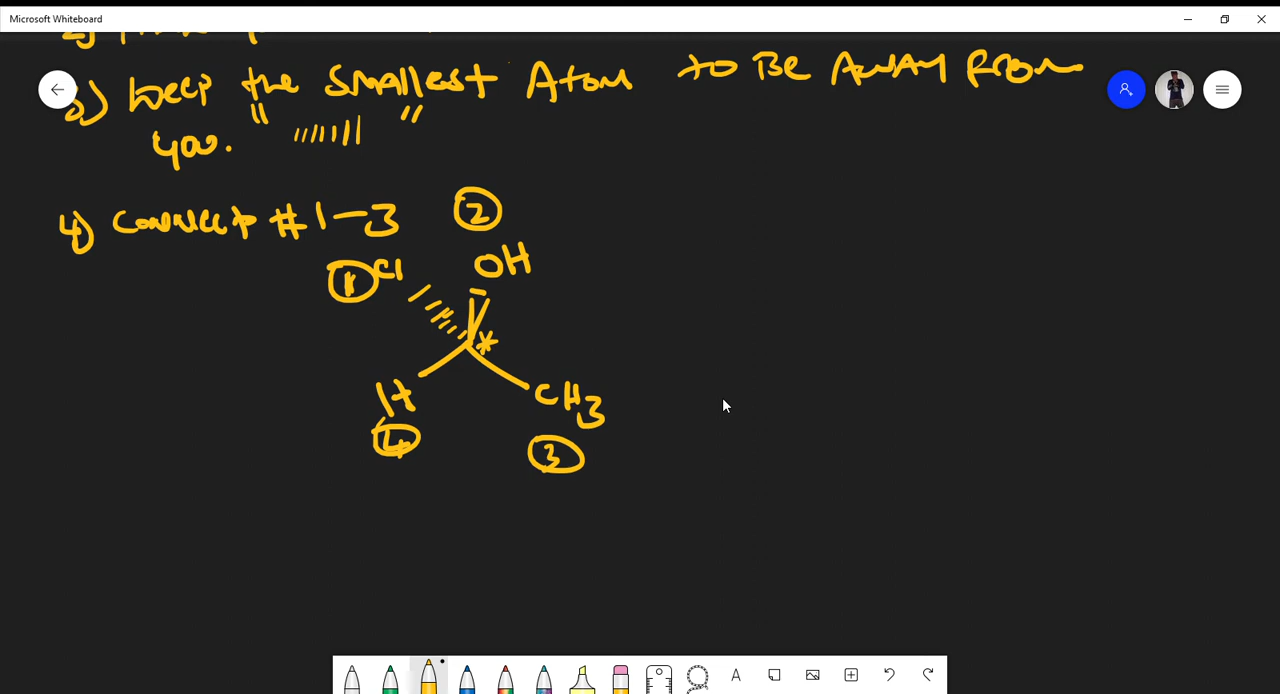 Microsoft Whiteboard
3) keep the smallest Atom to Be Away From
you. " "
4) connect #1-3
2
1 Cl OH
*
H CH3
4 3
A